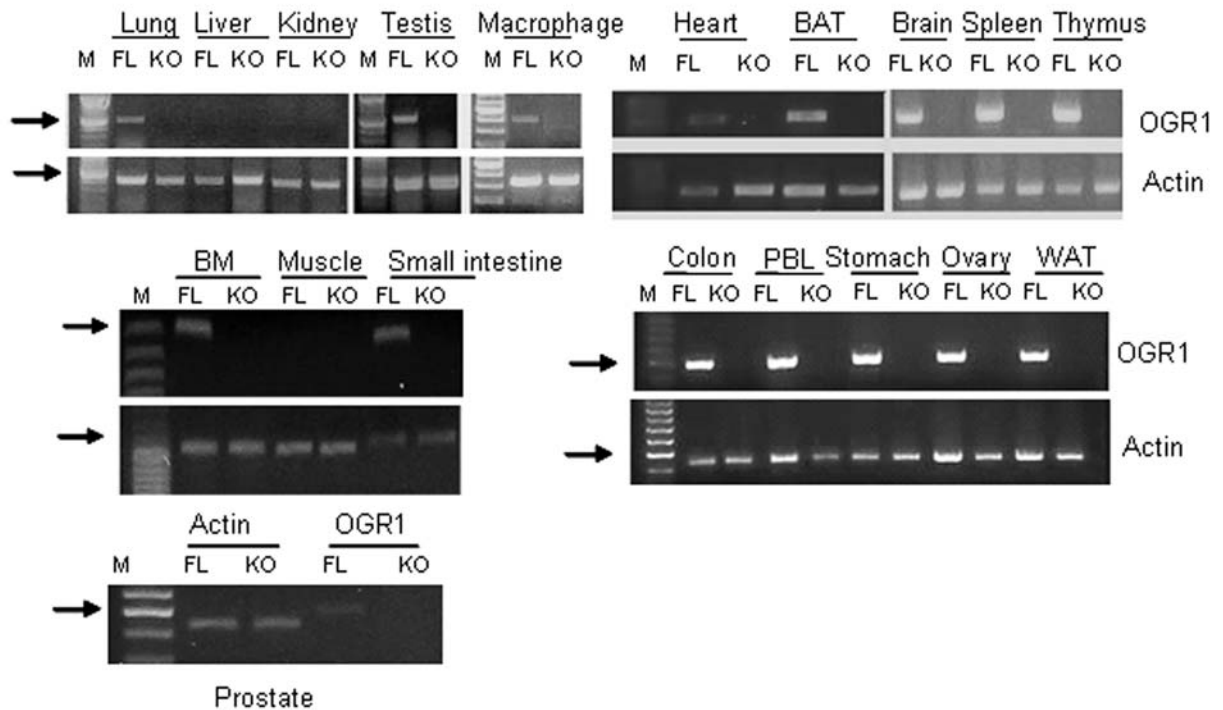 Lung Liver Kidney Testis Macrophage
M FL KO FL KO FL KO M FL KO M FL KO
Heart BAT Brain Spleen Thymus
M FL KO FL KO FL KO FL KO FL KO
OGR1
Actin
BM Muscle Small intestine
M FL KO FL KO FL KO
Colon PBL Stomach Ovary WAT
M FL KO FL KO FL KO FL KO FL KO
OGR1
Actin
Actin OGR1
M FL KO FL KO
Prostate